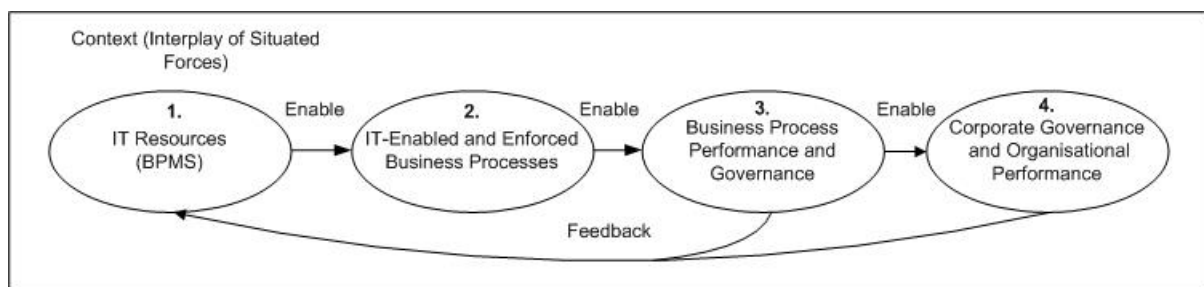 Context (Interplay of Situated
Forces)
1.
IT Resources
(BPMS)
Enable
2.
IT-Enabled and Enforced
Business Processes
Enable
3.
Business Process
Performance and
Governance
Enable
4.
Corporate Governance
and Organisational
Performance
Feedback